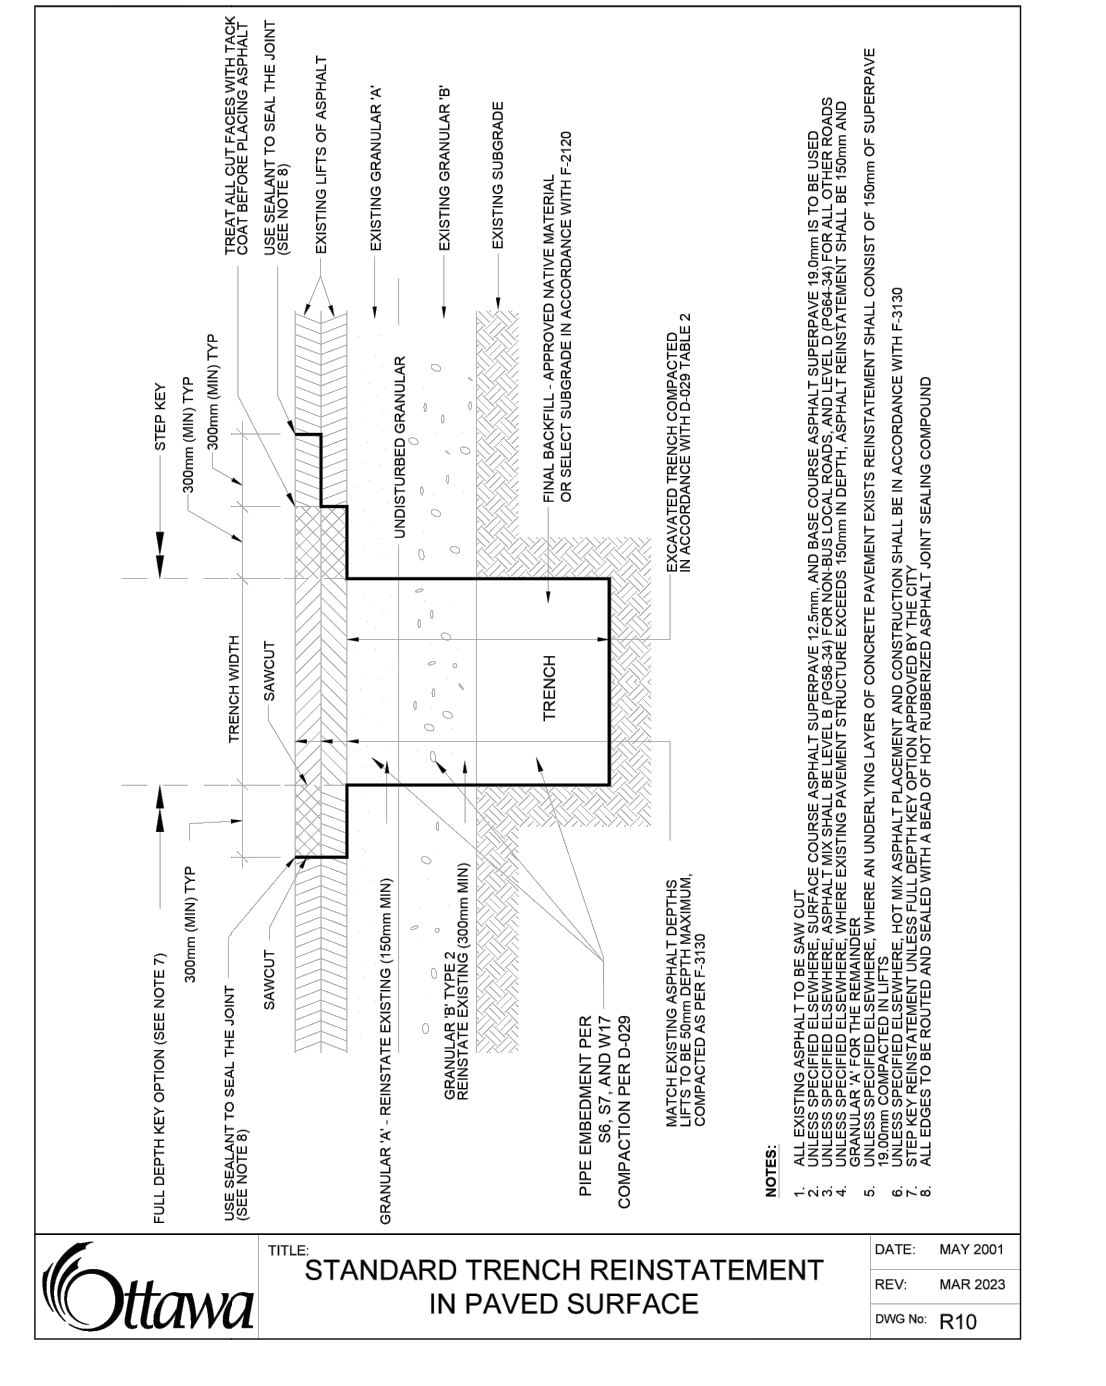 TREAT ALL CUT FACES WITH TACK
COAT BEFORE PLACING ASPHALT
USE SEALANT TO SEAL THE JOINT
(SEE NOTE 8)
EXISTING LIFTS OF ASPHALT
EXISTING GRANULAR 'A'
EXISTING GRANULAR 'B'
EXISTING SUBGRADE
FINAL BACKFILL - APPROVED NATIVE MATERIAL
OR SELECT SUBGRADE IN ACCORDANCE WITH F-2120
STEP KEY
300mm (MIN) TYP
300mm (MIN) TYP
UNDISTURBED GRANULAR
EXCAVATED TRENCH COMPACTED
IN ACCORDANCE WITH D-029 TABLE 2
TRENCH WIDTH
SAWCUT
TRENCH
FULL DEPTH KEY OPTION (SEE NOTE 7)
300mm (MIN) TYP
USE SEALANT TO SEAL THE JOINT
(SEE NOTE 8)
SAWCUT
GRANULAR 'A' - REINSTATE EXISTING (150mm MIN)
GRANULAR 'B' TYPE 2
REINSTATE EXISTING (300mm MIN)
PIPE EMBEDMENT PER
S6, S7, AND W17
COMPACTION PER D-029
MATCH EXISTING ASPHALT DEPTHS
LIFTS TO BE 50mm DEPTH MAXIMUM,
COMPACTED AS PER F-3130
NOTES:
1. ALL EXISTING ASPHALT TO BE SAW CUT
2. UNLESS SPECIFIED ELSEWHERE, SURFACE COURSE ASPHALT SUPERPAVE 12.5mm, AND BASE COURSE ASPHALT SUPERPAVE 19.0mm IS TO BE USED
3. UNLESS SPECIFIED ELSEWHERE, ASPHALT MIX SHALL BE LEVEL B (PG58-34) FOR NON-BUS LOCAL ROADS, AND LEVEL D (PG64-34) FOR ALL OTHER ROADS
4. UNLESS SPECIFIED ELSEWHERE, WHERE EXISTING PAVEMENT STRUCTURE EXCEEDS 150mm IN DEPTH, ASPHALT REINSTATEMENT SHALL BE 150mm AND
GRANULAR 'A' FOR THE REMAINDER
5. UNLESS SPECIFIED ELSEWHERE, WHERE AN UNDERLYING LAYER OF CONCRETE PAVEMENT EXISTS REINSTATEMENT SHALL CONSIST OF 150mm OF SUPERPAVE
19.00mm COMPACTED IN LIFTS
6. UNLESS SPECIFIED ELSEWHERE, HOT MIX ASPHALT PLACEMENT AND CONSTRUCTION SHALL BE IN ACCORDANCE WITH F-3130
7. STEP KEY REINSTATEMENT UNLESS FULL DEPTH KEY OPTION APPROVED BY THE CITY
8. ALL EDGES TO BE ROUTED AND SEALED WITH A BEAD OF HOT RUBBERIZED ASPHALT JOINT SEALING COMPOUND
Ottawa
TITLE:
STANDARD TRENCH REINSTATEMENT
IN PAVED SURFACE
DATE: MAY 2001
REV: MAR 2023
DWG No: R10